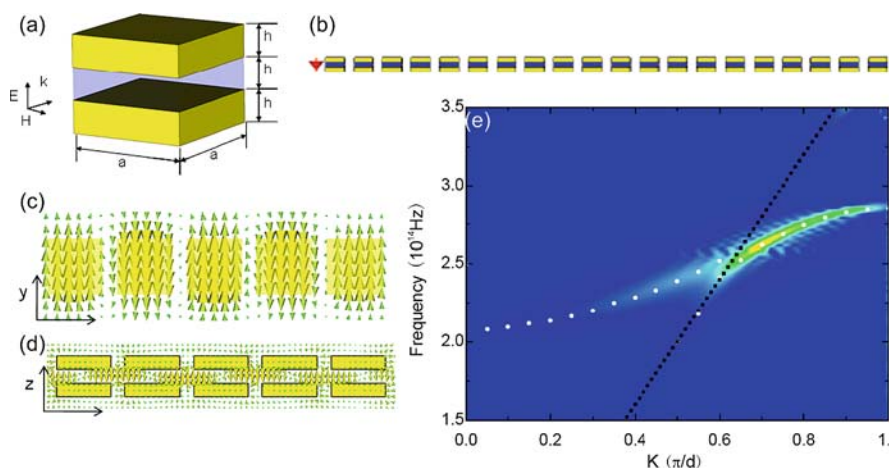 (a)
h
h
h
E
k
H
a
a
(b)
(c)
y
(d)
z
(e)
3.5
3.0
2.5
2.0
1.5
Frequency (10¹⁴Hz)
0.0 0.2 0.4 0.6 0.8 1.
K (π/d)